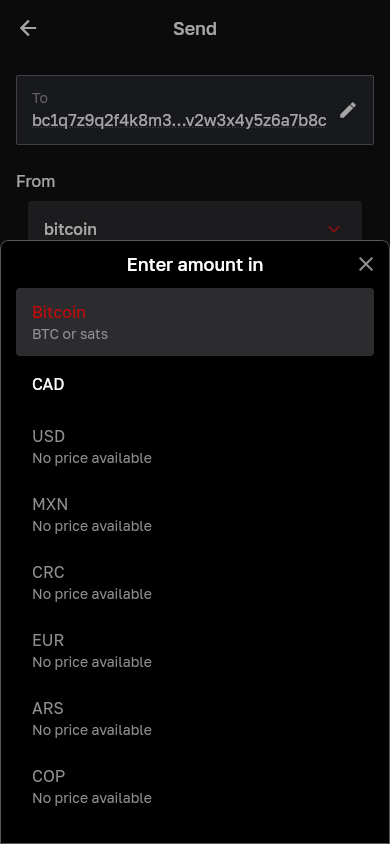 Send
To
bc1q7z9q2f4k8m3...v2w3x4y5z6a7b8c
From
bitcoin
Enter amount in
Bitcoin
BTC or sats
CAD
USD
No price available
MXN
No price available
CRC
No price available
EUR
No price available
ARS
No price available
COP
No price available